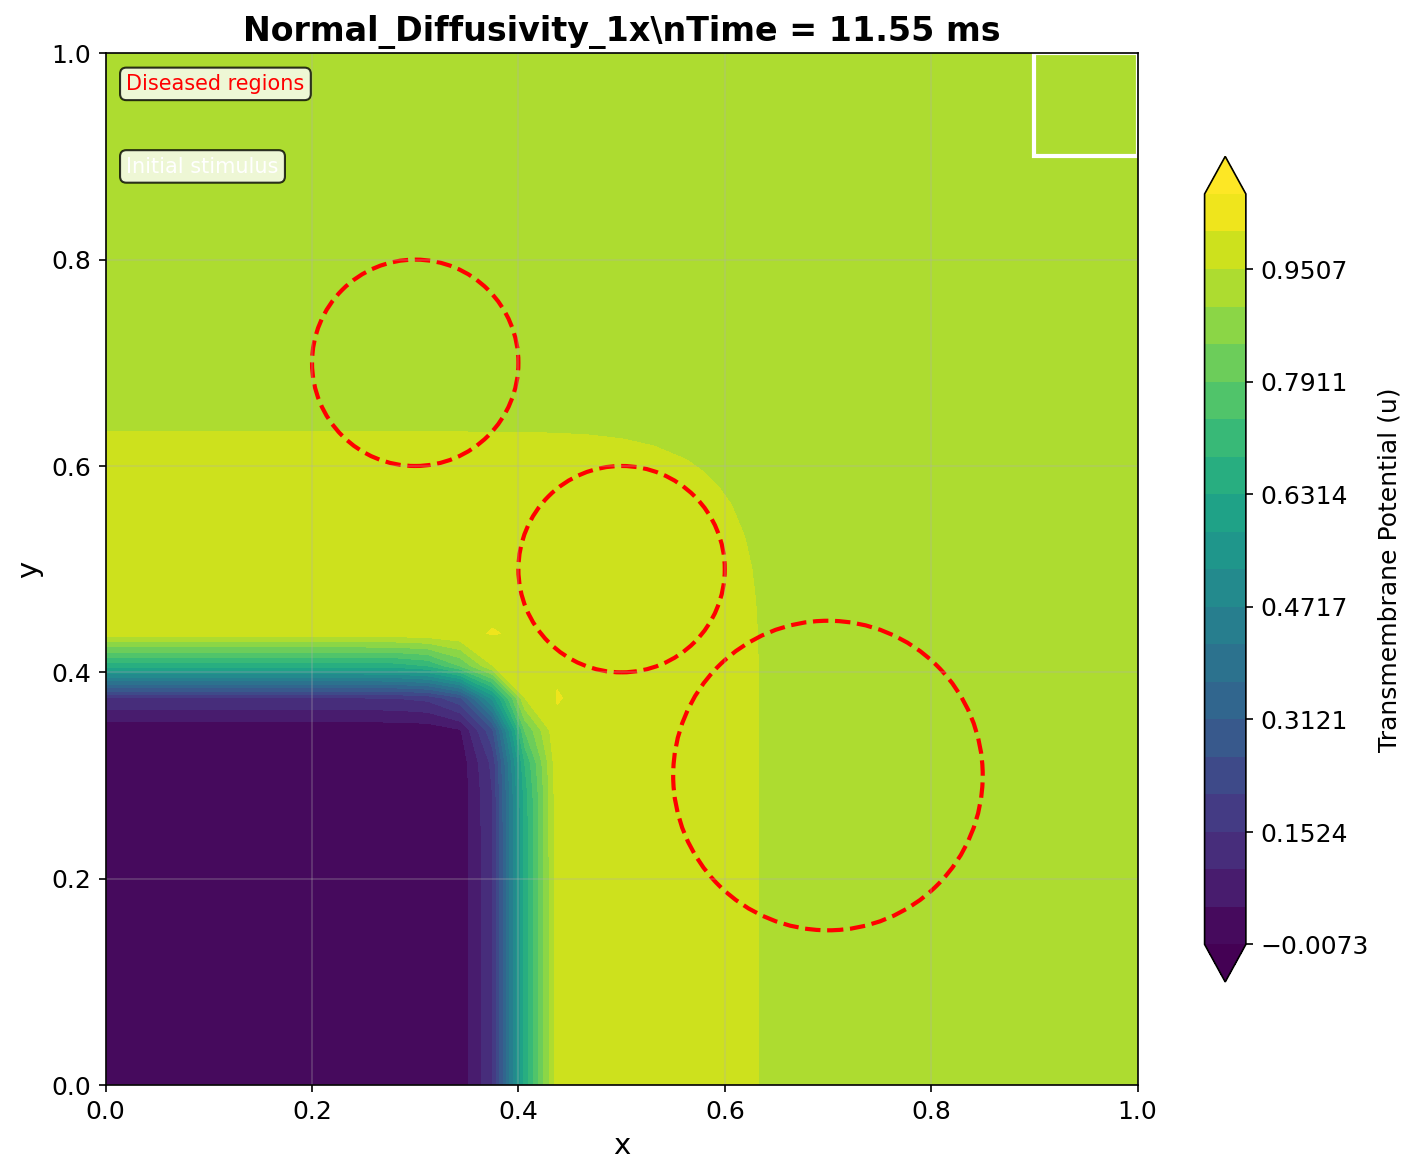 Normal_Diffusivity_1x\nTime = 11.55 ms
Diseased regions
Initial stimulus
1.0
0.8
0.6
0.4
0.2
0.0
y
0.0 0.2 0.4 0.6 0.8 1.0
x
0.9507
0.7911
0.6314
0.4717
0.3121
0.1524
−0.0073
Transmembrane Potential (u)